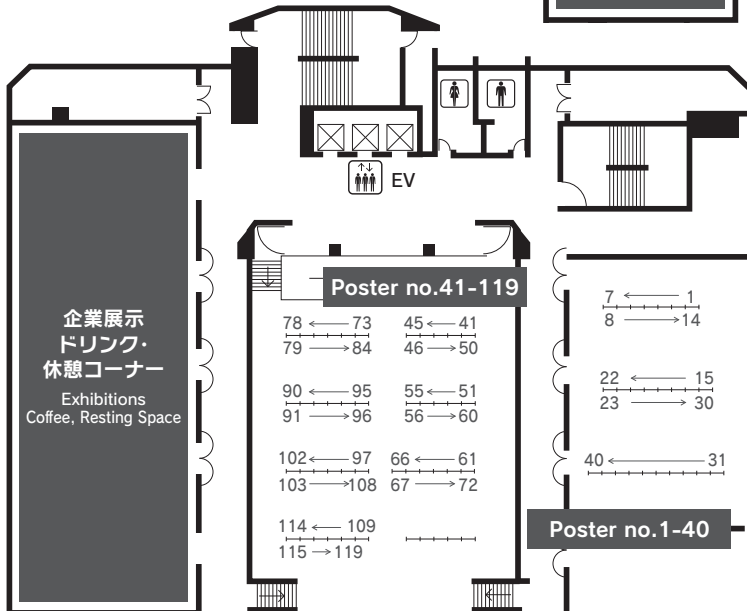 EV
Poster no.41-119
企業展示
ドリンク・
休憩コーナー
Exhibitions
Coffee, Resting Space
78 ← 73
79 → 84
45 ← 41
46 → 50
90 ← 95
91 → 96
55 ← 51
56 → 60
102 ← 97
103 → 108
66 ← 61
67 → 72
114 ← 109
115 → 119
7 ← 1
8 → 14
22 ← 15
23 → 30
40 ← 31
Poster no.1-40